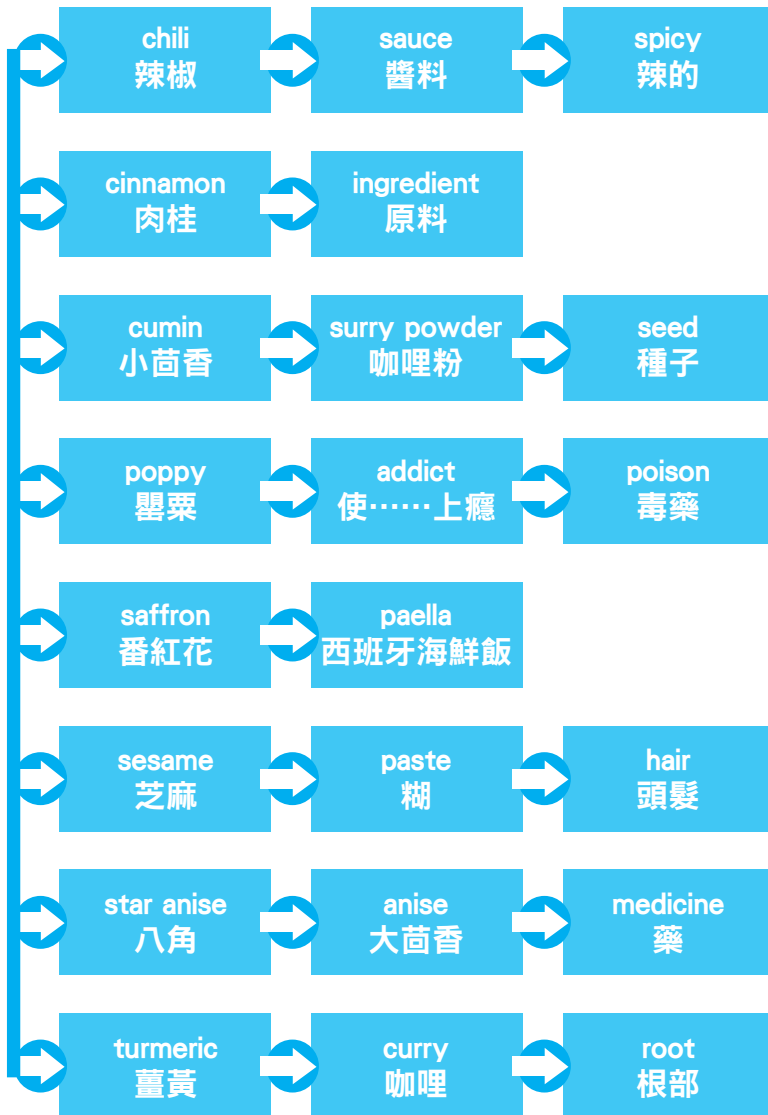 chili
辣椒
sauce
醬料
spicy
辣的
cinnamon
肉桂
ingredient
原料
cumin
小茴香
surry powder
咖哩粉
seed
種子
poppy
罌粟
addict
使⋯⋯上癮
poison
毒藥
saffron
番紅花
paella
西班牙海鮮飯
sesame
芝麻
paste
糊
hair
頭髮
star anise
八角
anise
大茴香
medicine
藥
turmeric
薑黃
curry
咖哩
root
根部